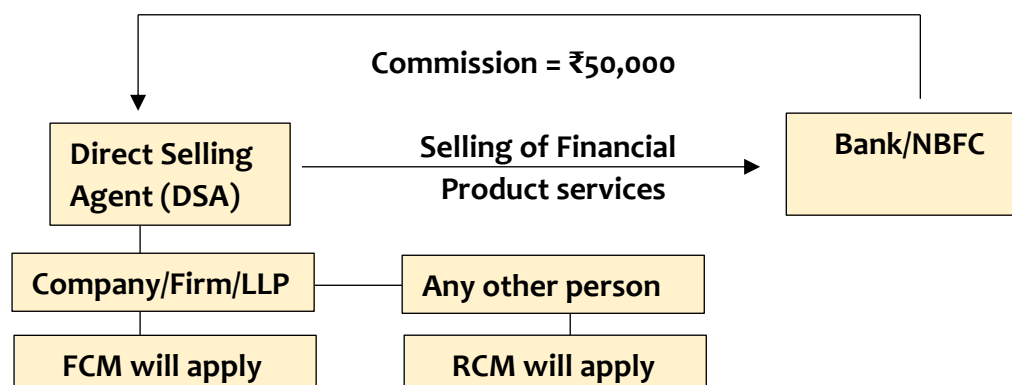 Commission = ₹50,000
Direct Selling
Agent (DSA)
Selling of Financial
Product services
Bank/NBFC
Company/Firm/LLP
Any other person
FCM will apply
RCM will apply